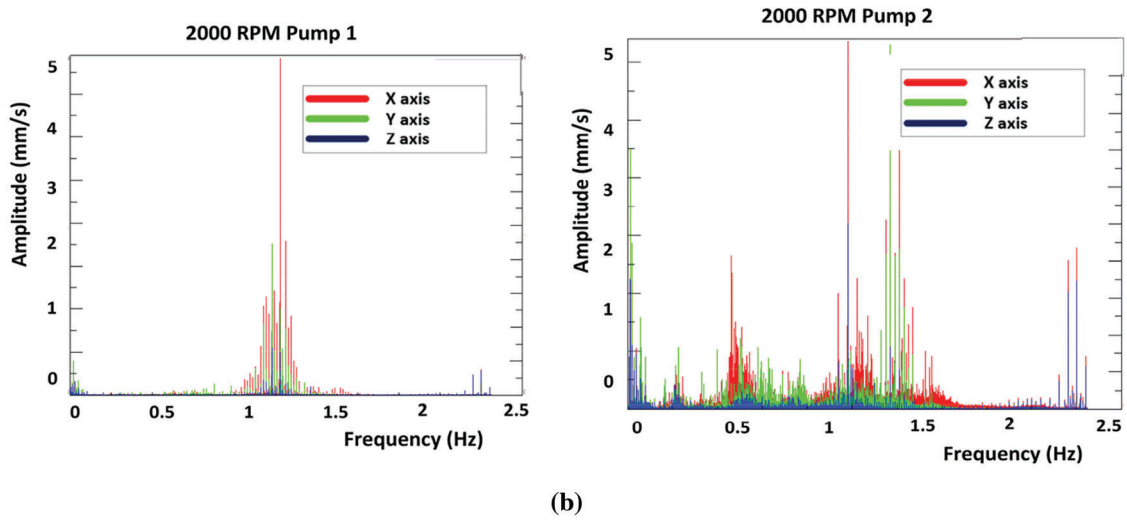 2000 RPM Pump 1
Amplitude (mm/s)
5
4
3
2
1
0
X axis
Y axis
Z axis
0 0.5 1 1.5 2 2.5
Frequency (Hz)
2000 RPM Pump 2
Amplitude (mm/s)
5
4
3
2
1
0
X axis
Y axis
Z axis
0 0.5 1 1.5 2 2.5
Frequency (Hz)
(b)